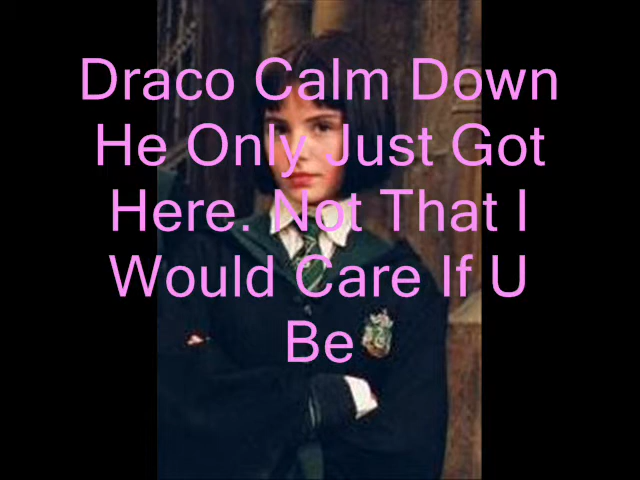 Draco Calm Down
He Only Just Got
Here. Not That I
Would Care If U
Be